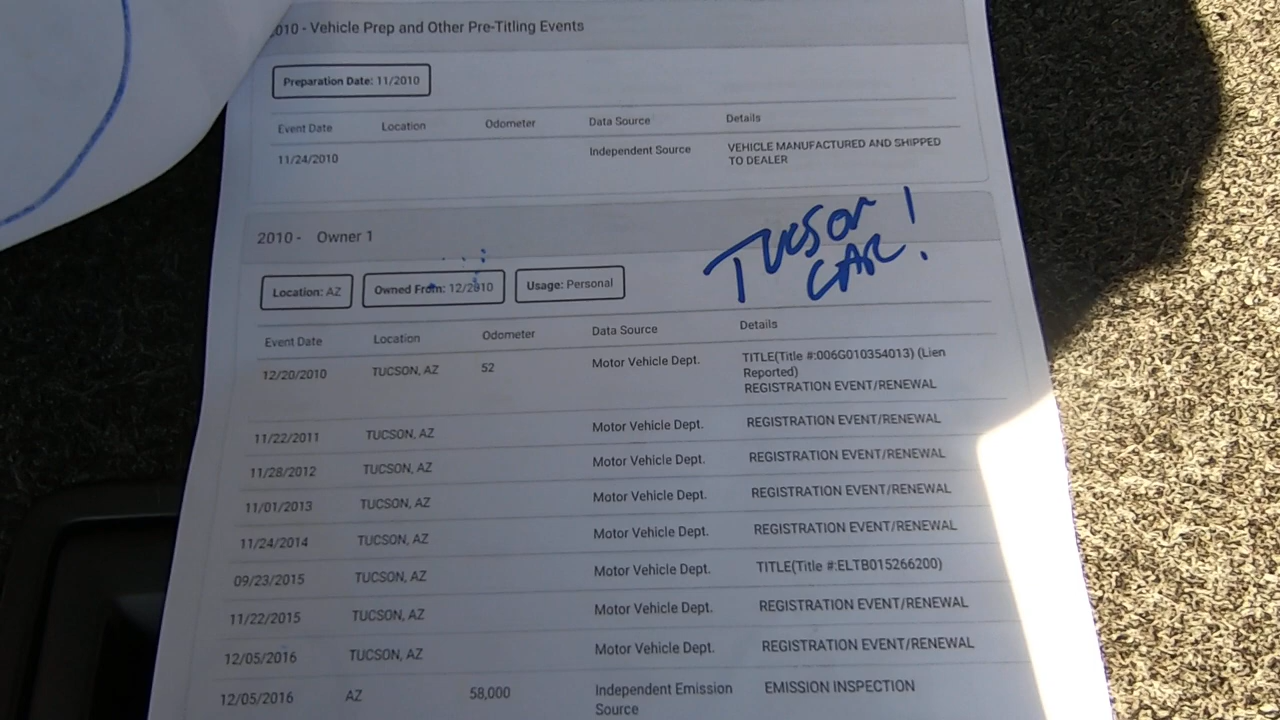 2010 - Vehicle Prep and Other Pre-Titling Events
Preparation Date: 11/2010
Event Date Location Odometer Data Source Details
11/24/2010 Independent Source VEHICLE MANUFACTURED AND SHIPPED
TO DEALER
2010 - Owner 1
TUCSON !
CAR !
Location: AZ Owned From: 12/2010 Usage: Personal
Event Date Location Odometer Data Source Details
12/20/2010 TUCSON, AZ 52 Motor Vehicle Dept. TITLE(Title #:006G010354013) (Lien
Reported)
REGISTRATION EVENT/RENEWAL
11/22/2011 TUCSON, AZ Motor Vehicle Dept. REGISTRATION EVENT/RENEWAL
11/28/2012 TUCSON, AZ Motor Vehicle Dept. REGISTRATION EVENT/RENEWAL
11/01/2013 TUCSON, AZ Motor Vehicle Dept. REGISTRATION EVENT/RENEWAL
11/24/2014 TUCSON, AZ Motor Vehicle Dept. REGISTRATION EVENT/RENEWAL
09/23/2015 TUCSON, AZ Motor Vehicle Dept. TITLE(Title #:ELTB015266200)
11/22/2015 TUCSON, AZ Motor Vehicle Dept. REGISTRATION EVENT/RENEWAL
12/05/2016 TUCSON, AZ Motor Vehicle Dept. REGISTRATION EVENT/RENEWAL
12/05/2016 AZ 58,000 Independent Emission EMISSION INSPECTION
Source